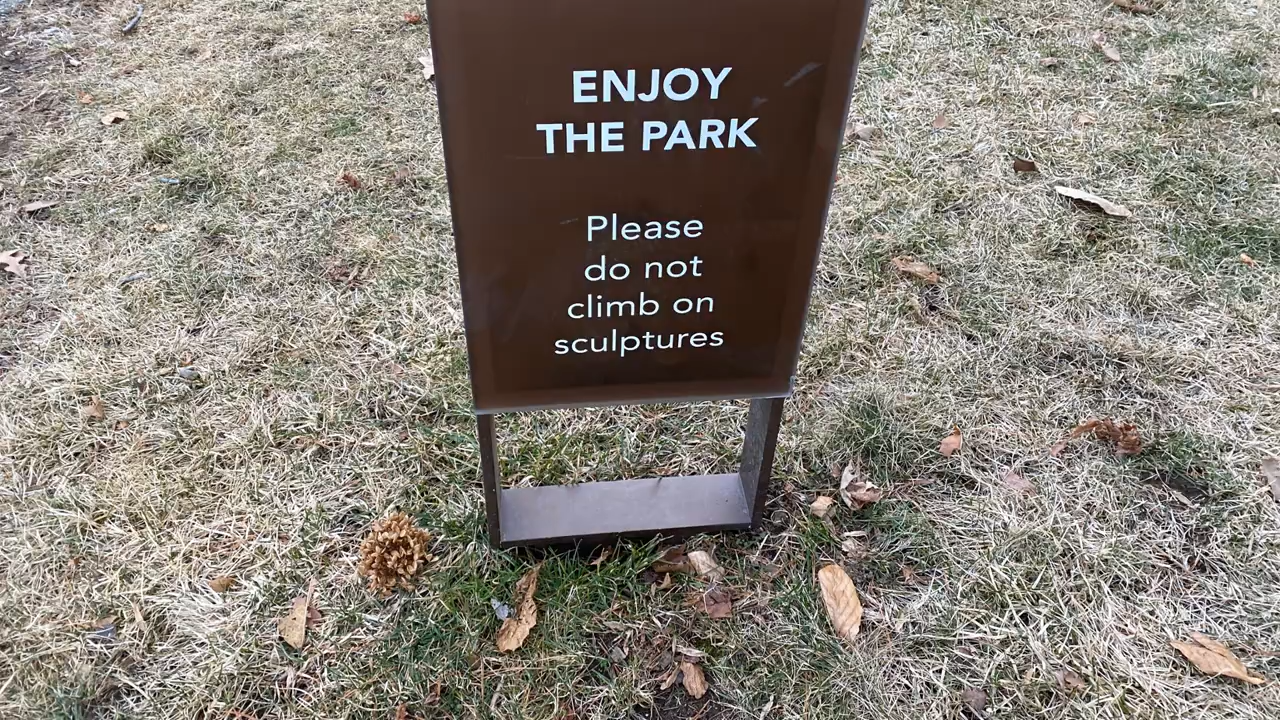 ENJOY
THE PARK
Please
do not
climb on
sculptures